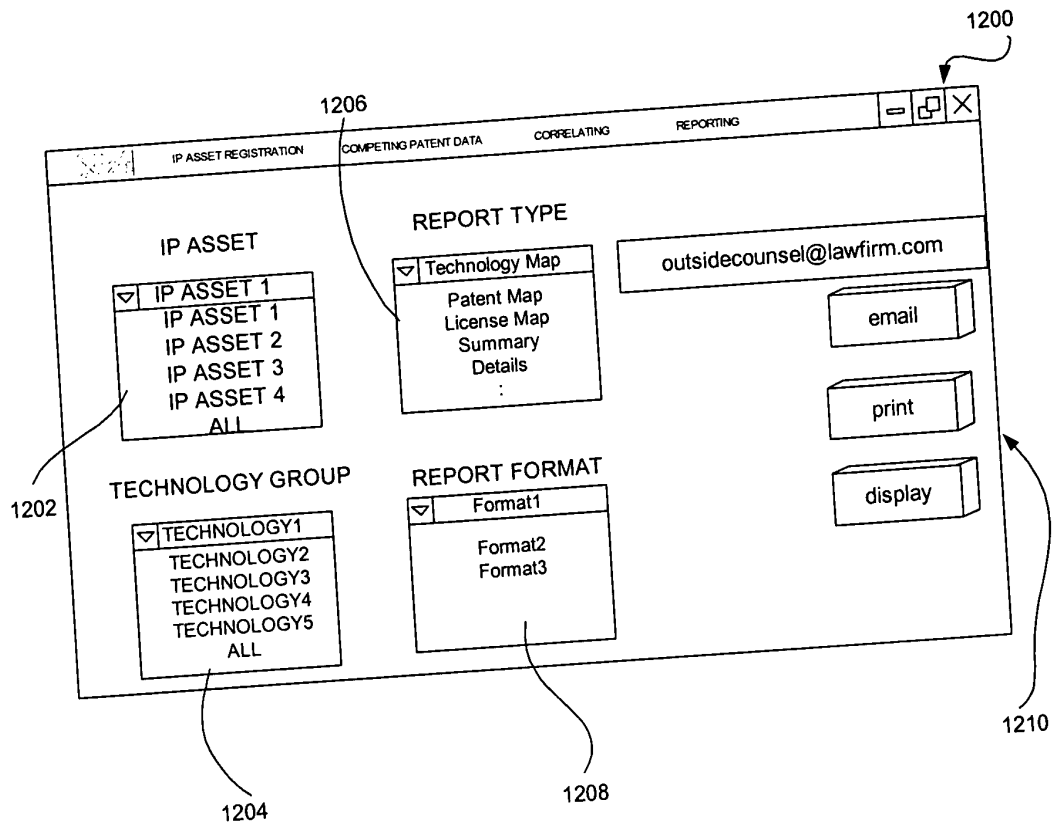 1200
1206
IP ASSET REGISTRATION
COMPETING PATENT DATA
CORRELATING
REPORTING
IP ASSET
IP ASSET 1
IP ASSET 1
IP ASSET 2
IP ASSET 3
IP ASSET 4
ALL
REPORT TYPE
Technology Map
Patent Map
License Map
Summary
Details
:
outsidecounsel@lawfirm.com
email
print
display
1202
TECHNOLOGY GROUP
TECHNOLOGY1
TECHNOLOGY2
TECHNOLOGY3
TECHNOLOGY4
TECHNOLOGY5
ALL
REPORT FORMAT
Format1
Format2
Format3
1210
1204
1208